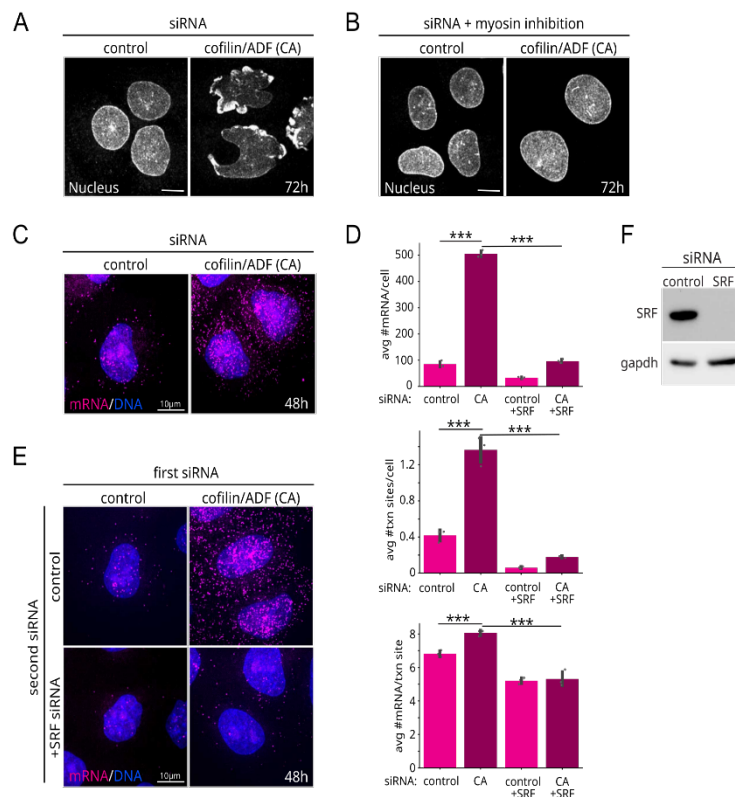 A
siRNA
control
cofilin/ADF (CA)
Nucleus
72h
B
siRNA + myosin inhibition
control
cofilin/ADF (CA)
Nucleus
72h
C
siRNA
control
cofilin/ADF (CA)
mRNA/DNA
10µm
48h
D
avg #mRNA/cell
500
400
300
200
100
0
***
***
siRNA:
control
CA
control
+SRF
CA
+SRF
avg #txn sites/cell
1.2
0.8
0.4
0
***
***
siRNA:
control
CA
control
+SRF
CA
+SRF
avg #mRNA/txn site
8
6
4
2
0
***
***
siRNA:
control
CA
control
+SRF
CA
+SRF
E
first siRNA
control
cofilin/ADF (CA)
second siRNA
control
+SRF siRNA
mRNA/DNA
10µm
48h
F
siRNA
control SRF
SRF
gapdh